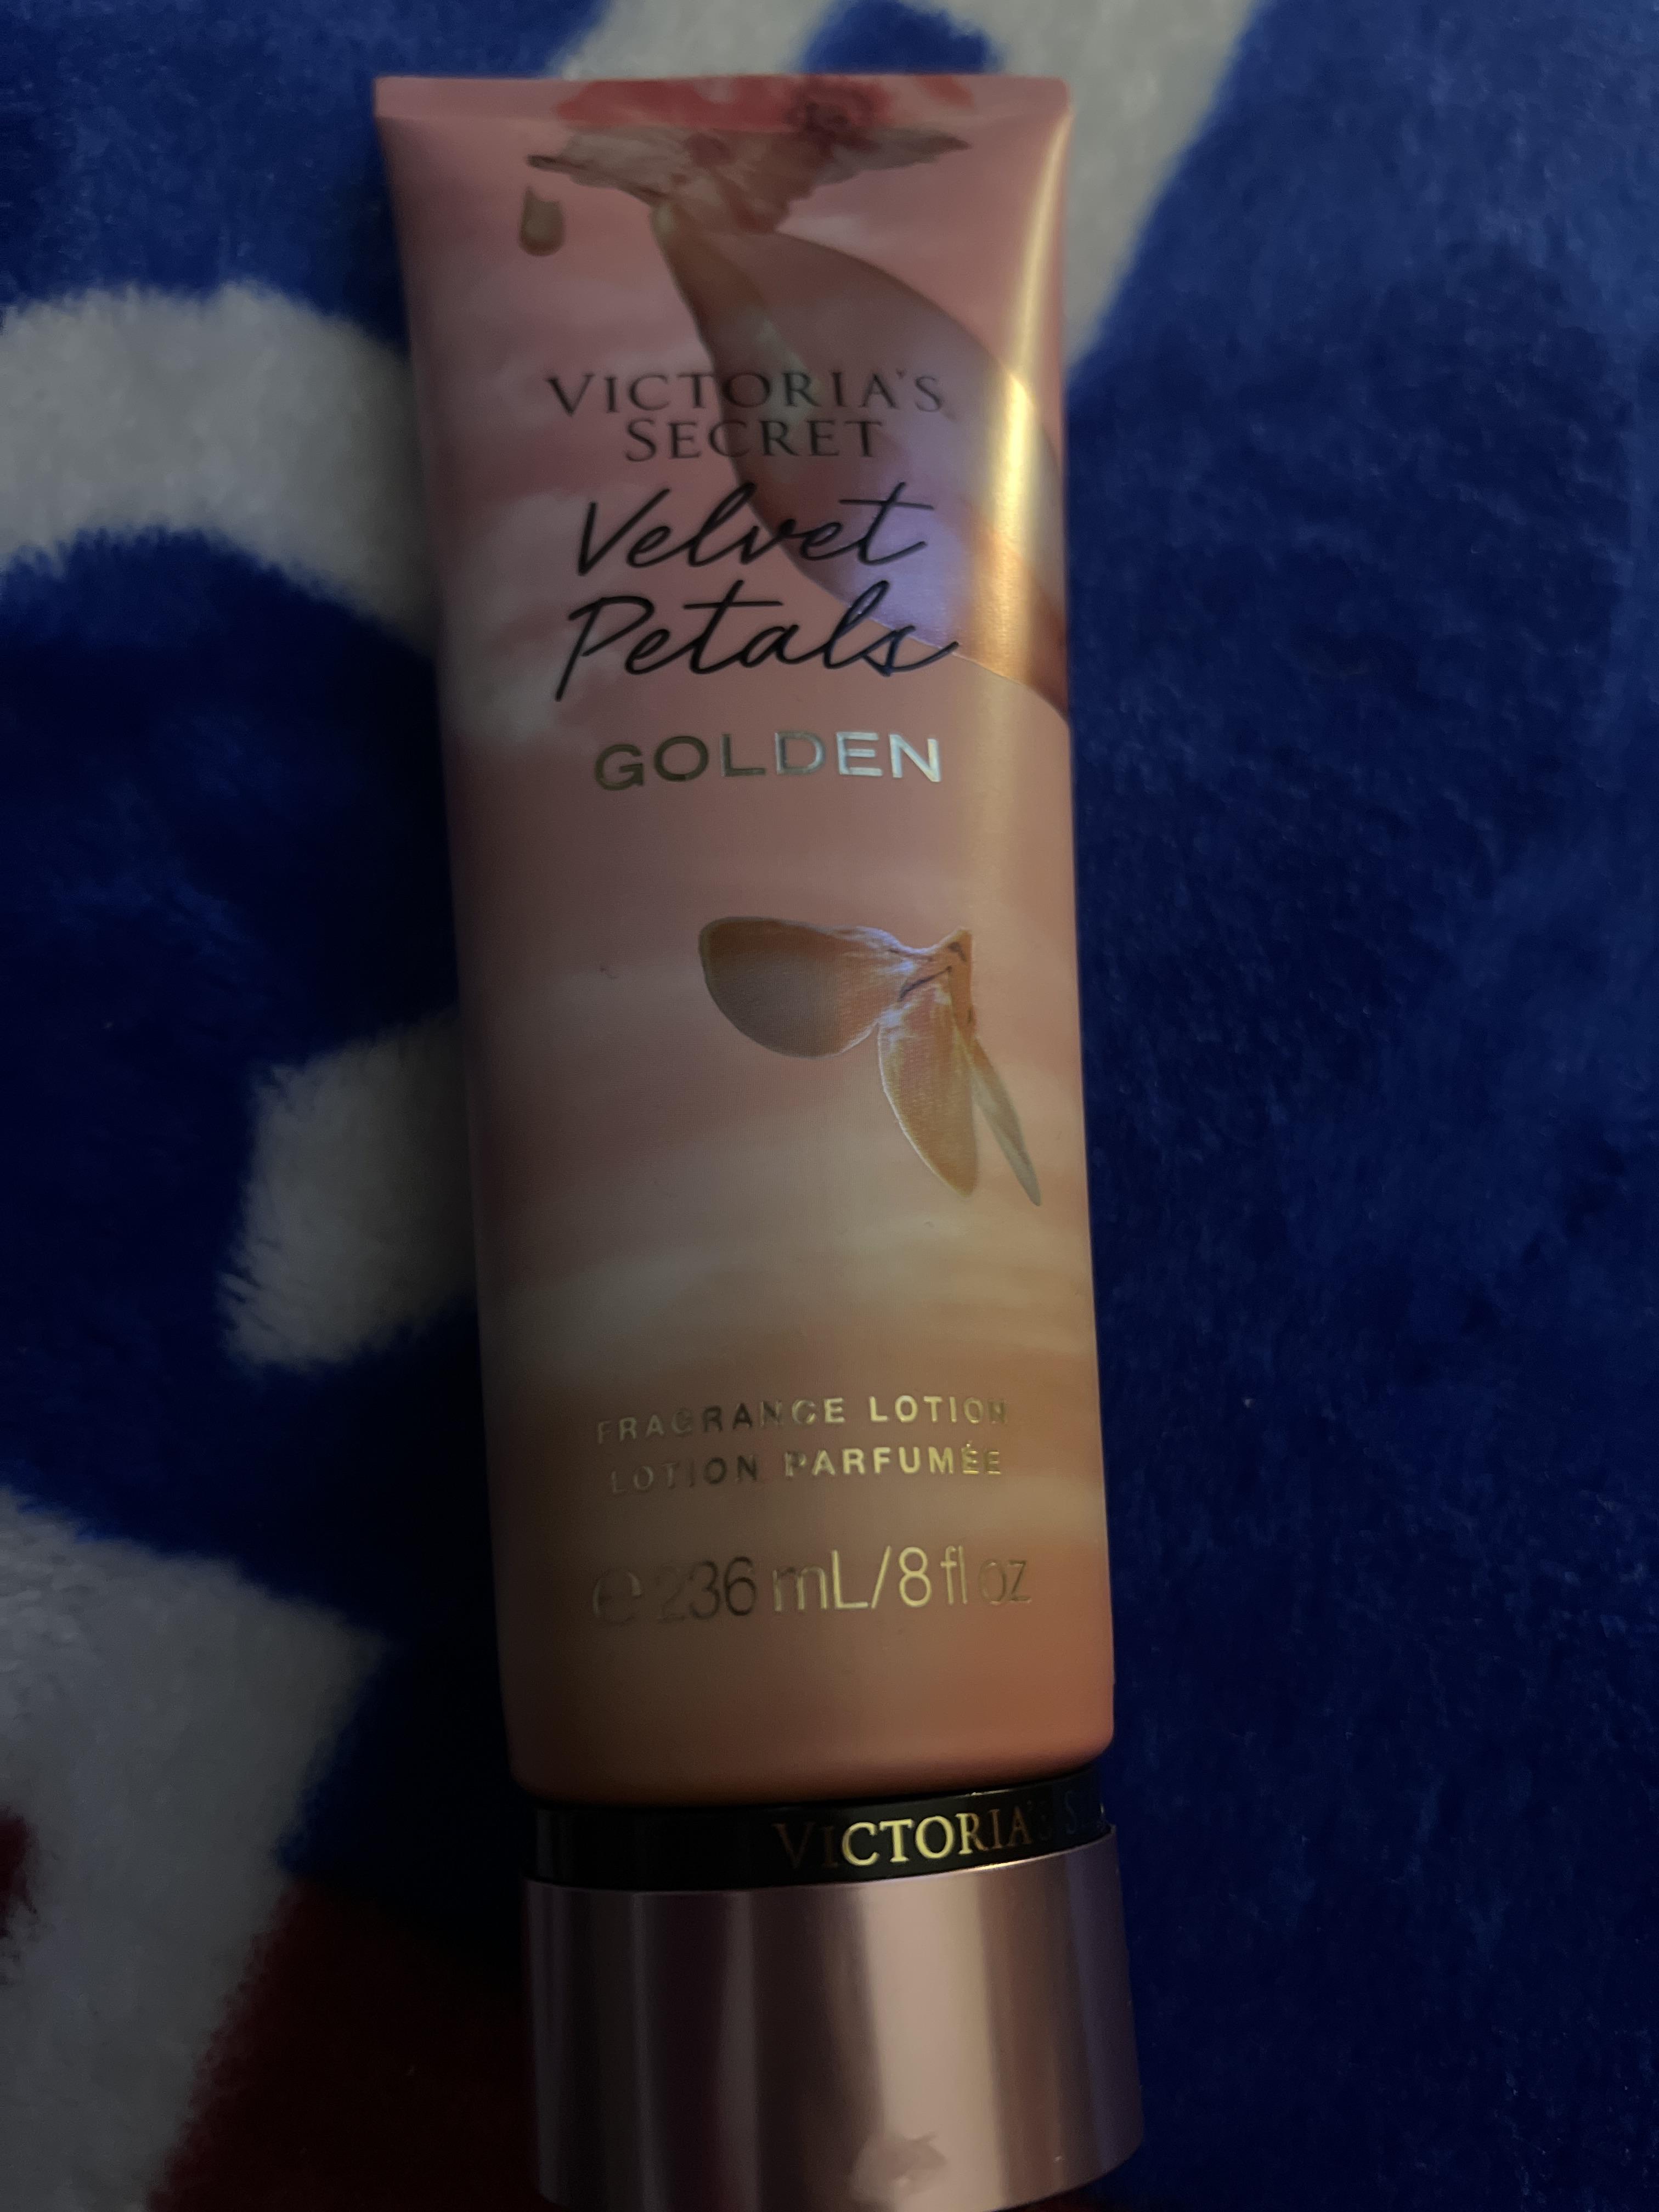 VICTORIA'S
SECRET
Velvet
Petals
GOLDEN
FRAGRANCE LOTION
LOTION PARFUMÉE
℮ 236 mL/8 fl oz
VICTORIA'S